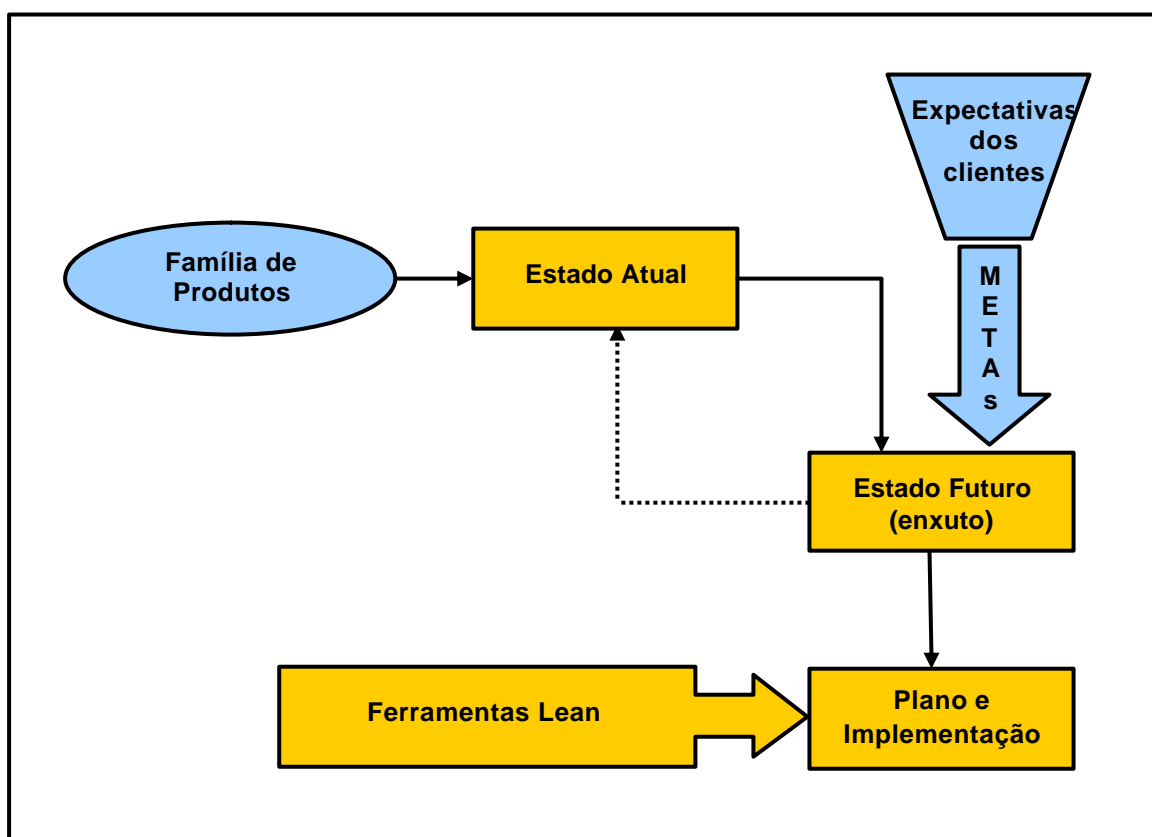 Expectativas
dos
clientes
Família de
Produtos
Estado Atual
M
E
T
A
s
Estado Futuro
(enxuto)
Ferramentas Lean
Plano e
Implementação